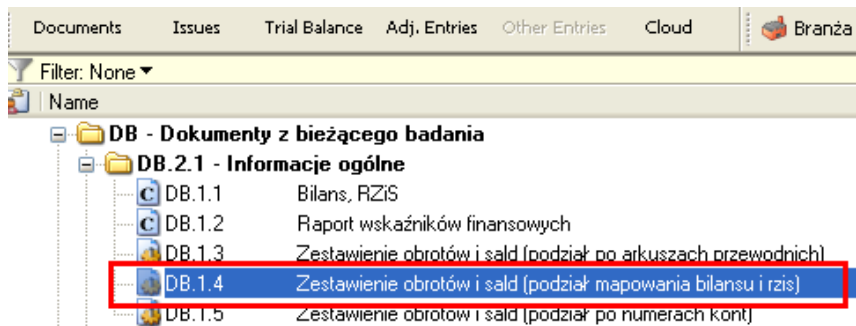 Documents Issues Trial Balance Adj. Entries Other Entries Cloud Branża
Filter: None
Name
DB - Dokumenty z bieżącego badania
DB.2.1 - Informacje ogólne
DB.1.1 Bilans, RZiS
DB.1.2 Raport wskaźników finansowych
DB.1.3 Zestawienie obrotów i sald (podział po arkuszach przewodnich)
DB.1.4 Zestawienie obrotów i sald (podział mapowania bilansu i rzis)
DB.1.5 Zestawienie obrotów i sald (podział po numerach kont)